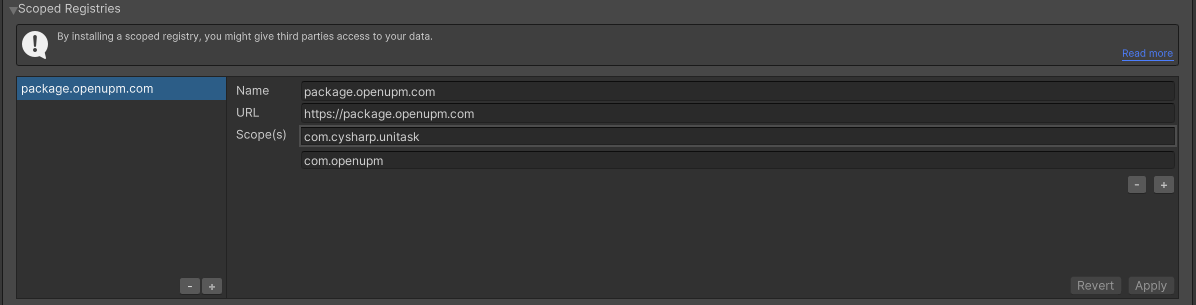 Scoped Registries
By installing a scoped registry, you might give third parties access to your data.
Read more
package.openupm.com
Name
package.openupm.com
URL
https://package.openupm.com
Scope(s)
com.cysharp.unitask
com.openupm
- +
- +
Revert Apply